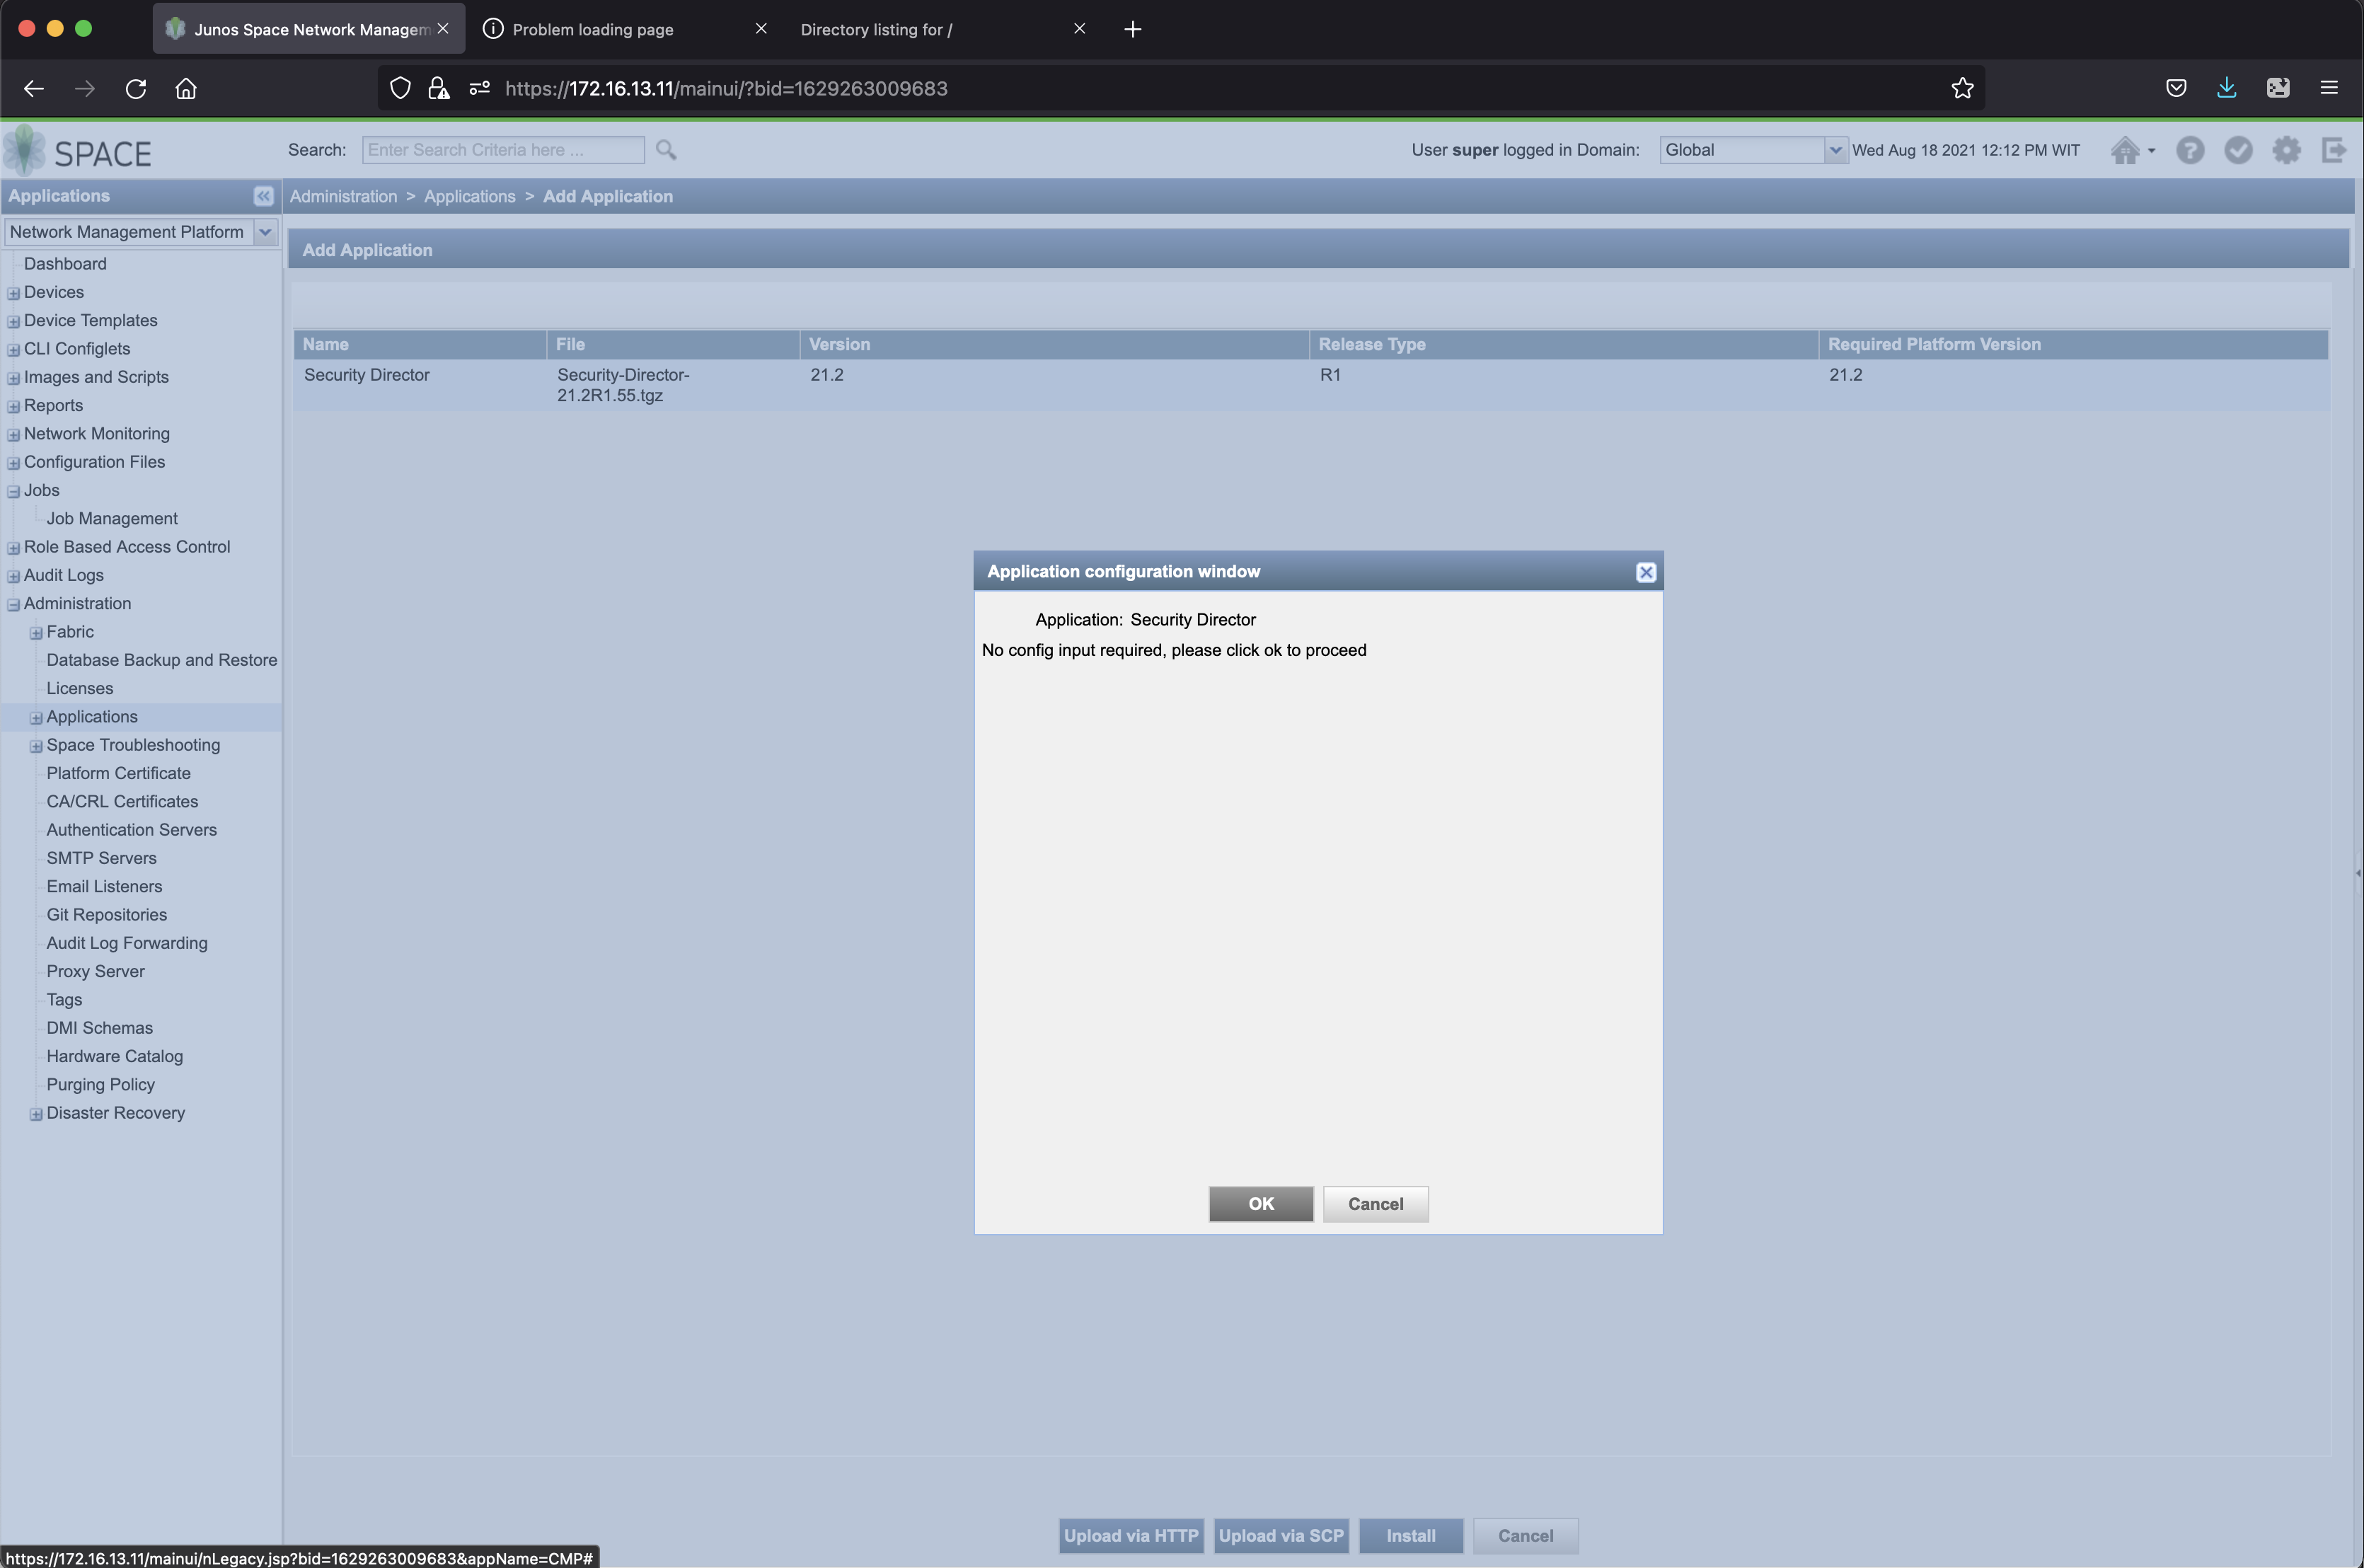 Junos Space Network Managem
Problem loading page
Directory listing for /
https://172.16.13.11/mainui/?bid=1629263009683
SPACE
Search:
Enter Search Criteria here ...
User super logged in Domain:
Global
Wed Aug 18 2021 12:12 PM WIT
Applications
Administration > Applications > Add Application
Network Management Platform
Dashboard
Devices
Device Templates
CLI Configlets
Images and Scripts
Reports
Network Monitoring
Configuration Files
Jobs
Job Management
Role Based Access Control
Audit Logs
Administration
Fabric
Database Backup and Restore
Licenses
Applications
Space Troubleshooting
Platform Certificate
CA/CRL Certificates
Authentication Servers
SMTP Servers
Email Listeners
Git Repositories
Audit Log Forwarding
Proxy Server
Tags
DMI Schemas
Hardware Catalog
Purging Policy
Disaster Recovery
Add Application
Name File Version Release Type Required Platform Version
Security Director Security-Director- 21.2 R1 21.2
21.2R1.55.tgz
Application configuration window
Application: Security Director
No config input required, please click ok to proceed
OK Cancel
Upload via HTTP Upload via SCP Install Cancel
https://172.16.13.11/mainui/nLegacy.jsp?bid=1629263009683&appName=CMP#